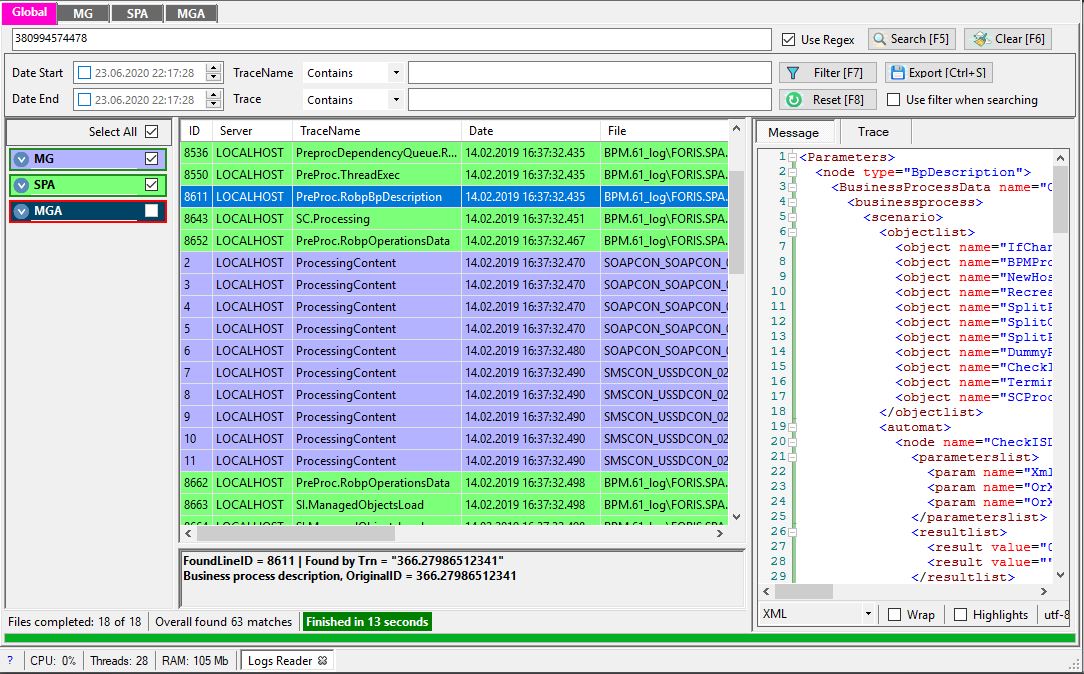 Global MG SPA MGA
380994574478 Use Regex Search [F5] Clear [F6]
Date Start 23.06.2020 22:17:28 TraceName Contains Filter [F7] Export [Ctrl+S]
Date End 23.06.2020 22:17:28 Trace Contains Reset [F8] Use filter when searching
Select All
MG
SPA
MGA
ID Server TraceName Date File
8536 LOCALHOST PreprocDependencyQueue.R... 14.02.2019 16:37:32.435 BPM.61_log\FORIS.SPA.
8550 LOCALHOST PreProc.ThreadExec 14.02.2019 16:37:32.435 BPM.61_log\FORIS.SPA.
8611 LOCALHOST PreProc.RobpBpDescription 14.02.2019 16:37:32.435 BPM.61_log\FORIS.SPA.
8643 LOCALHOST SC.Processing 14.02.2019 16:37:32.451 BPM.61_log\FORIS.SPA.
8652 LOCALHOST PreProc.RobpOperationsData 14.02.2019 16:37:32.467 BPM.61_log\FORIS.SPA.
2 LOCALHOST ProcessingContent 14.02.2019 16:37:32.470 SOAPCON_SOAPCON_0
3 LOCALHOST ProcessingContent 14.02.2019 16:37:32.470 SOAPCON_SOAPCON_0
4 LOCALHOST ProcessingContent 14.02.2019 16:37:32.470 SOAPCON_SOAPCON_0
5 LOCALHOST ProcessingContent 14.02.2019 16:37:32.470 SOAPCON_SOAPCON_0
6 LOCALHOST ProcessingContent 14.02.2019 16:37:32.480 SOAPCON_SOAPCON_0
7 LOCALHOST ProcessingContent 14.02.2019 16:37:32.490 SMSCON_USSDCON_02
8 LOCALHOST ProcessingContent 14.02.2019 16:37:32.490 SMSCON_USSDCON_02
9 LOCALHOST ProcessingContent 14.02.2019 16:37:32.490 SMSCON_USSDCON_02
10 LOCALHOST ProcessingContent 14.02.2019 16:37:32.490 SMSCON_USSDCON_02
11 LOCALHOST ProcessingContent 14.02.2019 16:37:32.490 SMSCON_USSDCON_02
8662 LOCALHOST PreProc.RobpOperationsData 14.02.2019 16:37:32.498 BPM.61_log\FORIS.SPA.
8663 LOCALHOST SI.ManagedObjectsLoad 14.02.2019 16:37:32.498 BPM.61_log\FORIS.SPA.
FoundLineID = 8611 | Found by Trn = "366.27986512341"
Business process description, OriginalID = 366.27986512341
Message Trace
1 <Parameters>
2 <node type="BpDescription">
3 <BusinessProcessData name="
4 <businessprocess>
5 <scenario>
6 <objectlist>
7 <object name="IfChar
8 <object name="BPMPro
9 <object name="NewHos
10 <object name="Recrea
11 <object name="Split
12 <object name="Split
13 <object name="Split
14 <object name="Dummy
15 <object name="CheckI
16 <object name="Termin
17 <object name="SCProc
18 </objectlist>
19 <automat>
20 <node name="CheckISD
21 <parameterslist>
22 <param name="Xml
23 <param name="OrX
24 <param name="OrX
25 </parameterslist>
26 <resultlist>
27 <result value="
28 <result value=""
29 </resultlist>
XML Wrap Highlights utf-8
Files completed: 18 of 18 Overall found 63 matches Finished in 13 seconds
? CPU: 0% Threads: 28 RAM: 105 Mb Logs Reader